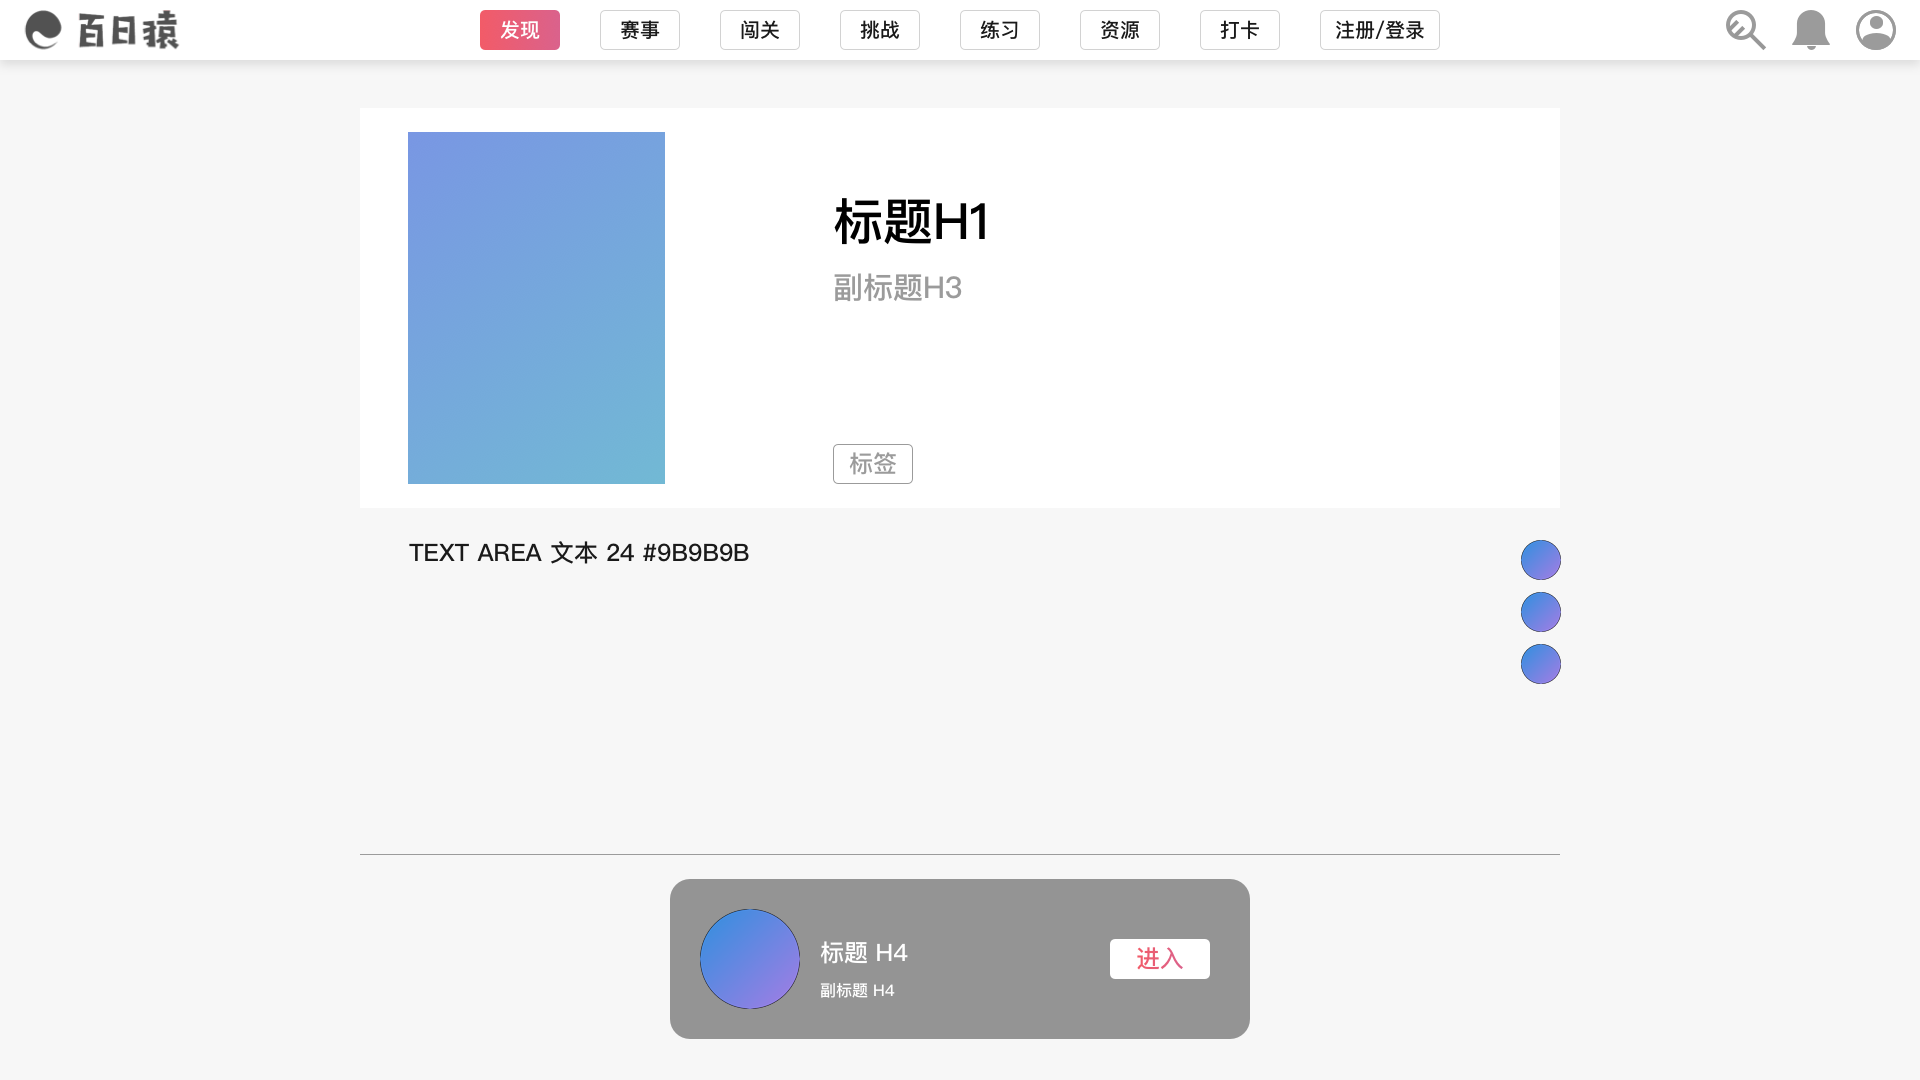 百日猿
发现
赛事
闯关
挑战
练习
资源
打卡
注册/登录
标题H1
副标题H3
标签
TEXT AREA 文本 24 #9B9B9B
标题 H4
副标题 H4
进入